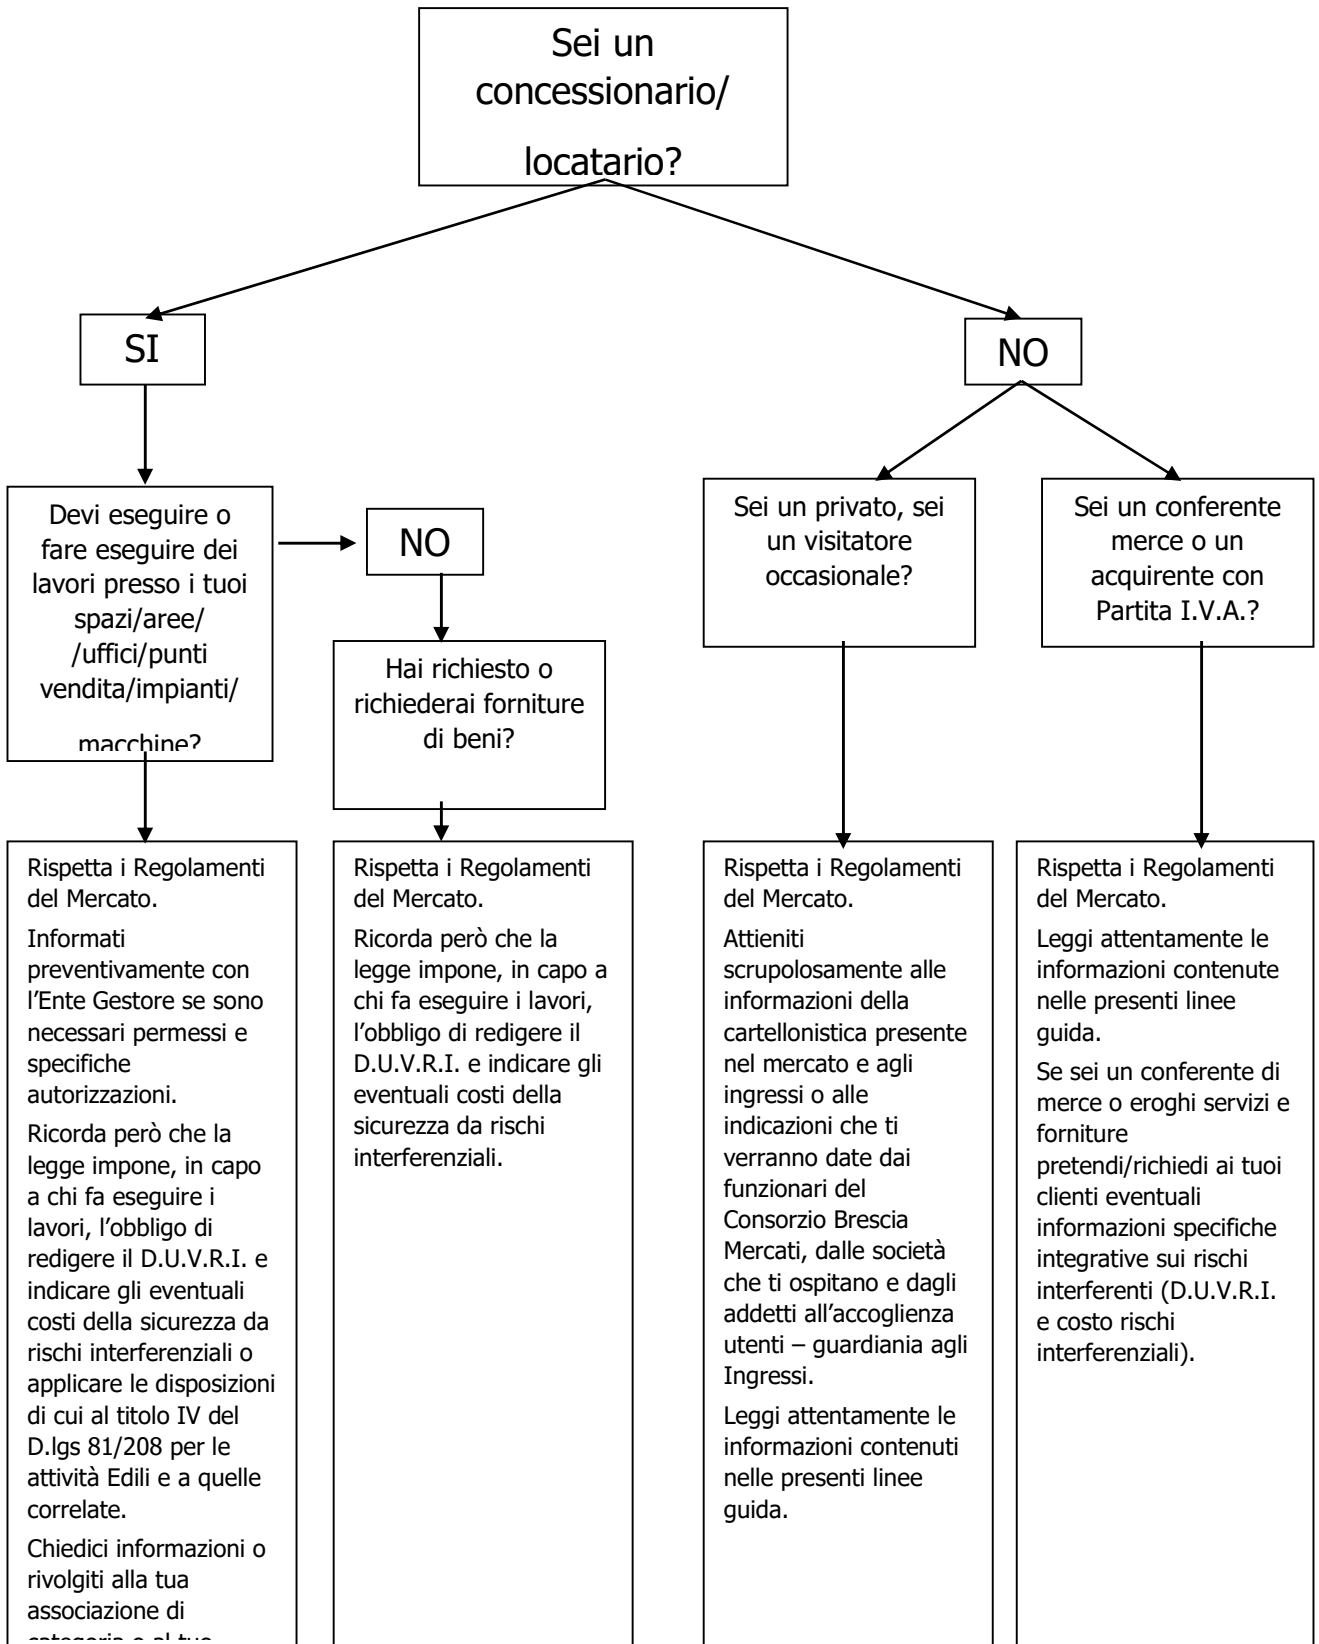 Sei un
concessionario/
locatario?
SI
NO
Devi eseguire o
fare eseguire dei
lavori presso i tuoi
spazi/aree/
/uffici/punti
vendita/impianti/
macchine?
NO
Hai richiesto o
richiederai forniture
di beni?
Sei un privato, sei
un visitatore
occasionale?
Sei un conferente
merce o un
acquirente con
Partita I.V.A.?
Rispetta i Regolamenti
del Mercato.
Informati
preventivamente con
l'Ente Gestore se sono
necessari permessi e
specifiche
autorizzazioni.
Ricorda però che la
legge impone, in capo
a chi fa eseguire i
lavori, l'obbligo di
redigere il D.U.V.R.I. e
indicare gli eventuali
costi della sicurezza da
rischi interferenziali o
applicare le disposizioni
di cui al titolo IV del
D.lgs 81/208 per le
attività Edili e a quelle
correlate.
Chiedici informazioni o
rivolgiti alla tua
associazione di
categoria o al tuo
Rispetta i Regolamenti
del Mercato.
Ricorda però che la
legge impone, in capo a
chi fa eseguire i lavori,
l'obbligo di redigere il
D.U.V.R.I. e indicare gli
eventuali costi della
sicurezza da rischi
interferenziali.
Rispetta i Regolamenti
del Mercato.
Attieniti
scrupolosamente alle
informazioni della
cartellonistica presente
nel mercato e agli
ingressi o alle
indicazioni che ti
verranno date dai
funzionari del
Consorzio Brescia
Mercati, dalle società
che ti ospitano e dagli
addetti all'accoglienza
utenti – guardiania agli
Ingressi.
Leggi attentamente le
informazioni contenuti
nelle presenti linee
guida.
Rispetta i Regolamenti
del Mercato.
Leggi attentamente le
informazioni contenute
nelle presenti linee
guida.
Se sei un conferente di
merce o eroghi servizi e
forniture
pretendi/richiedi ai tuoi
clienti eventuali
informazioni specifiche
integrative sui rischi
interferenti (D.U.V.R.I.
e costo rischi
interferenziali).